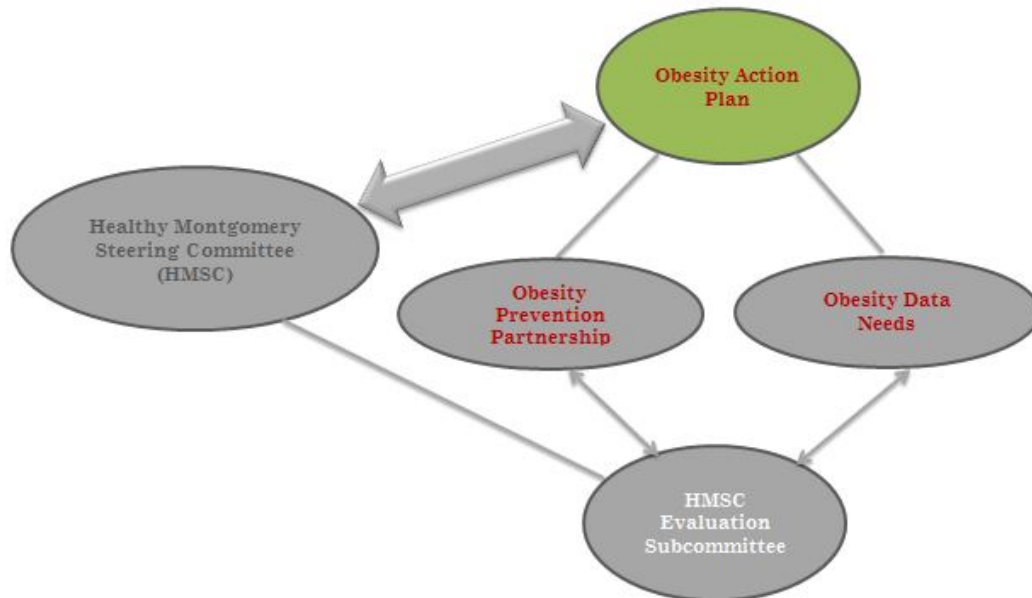 Obesity Action
Plan
Healthy Montgomery
Steering Committee
(HMSC)
Obesity
Prevention
Partnership
Obesity Data
Needs
HMSC
Evaluation
Subcommittee